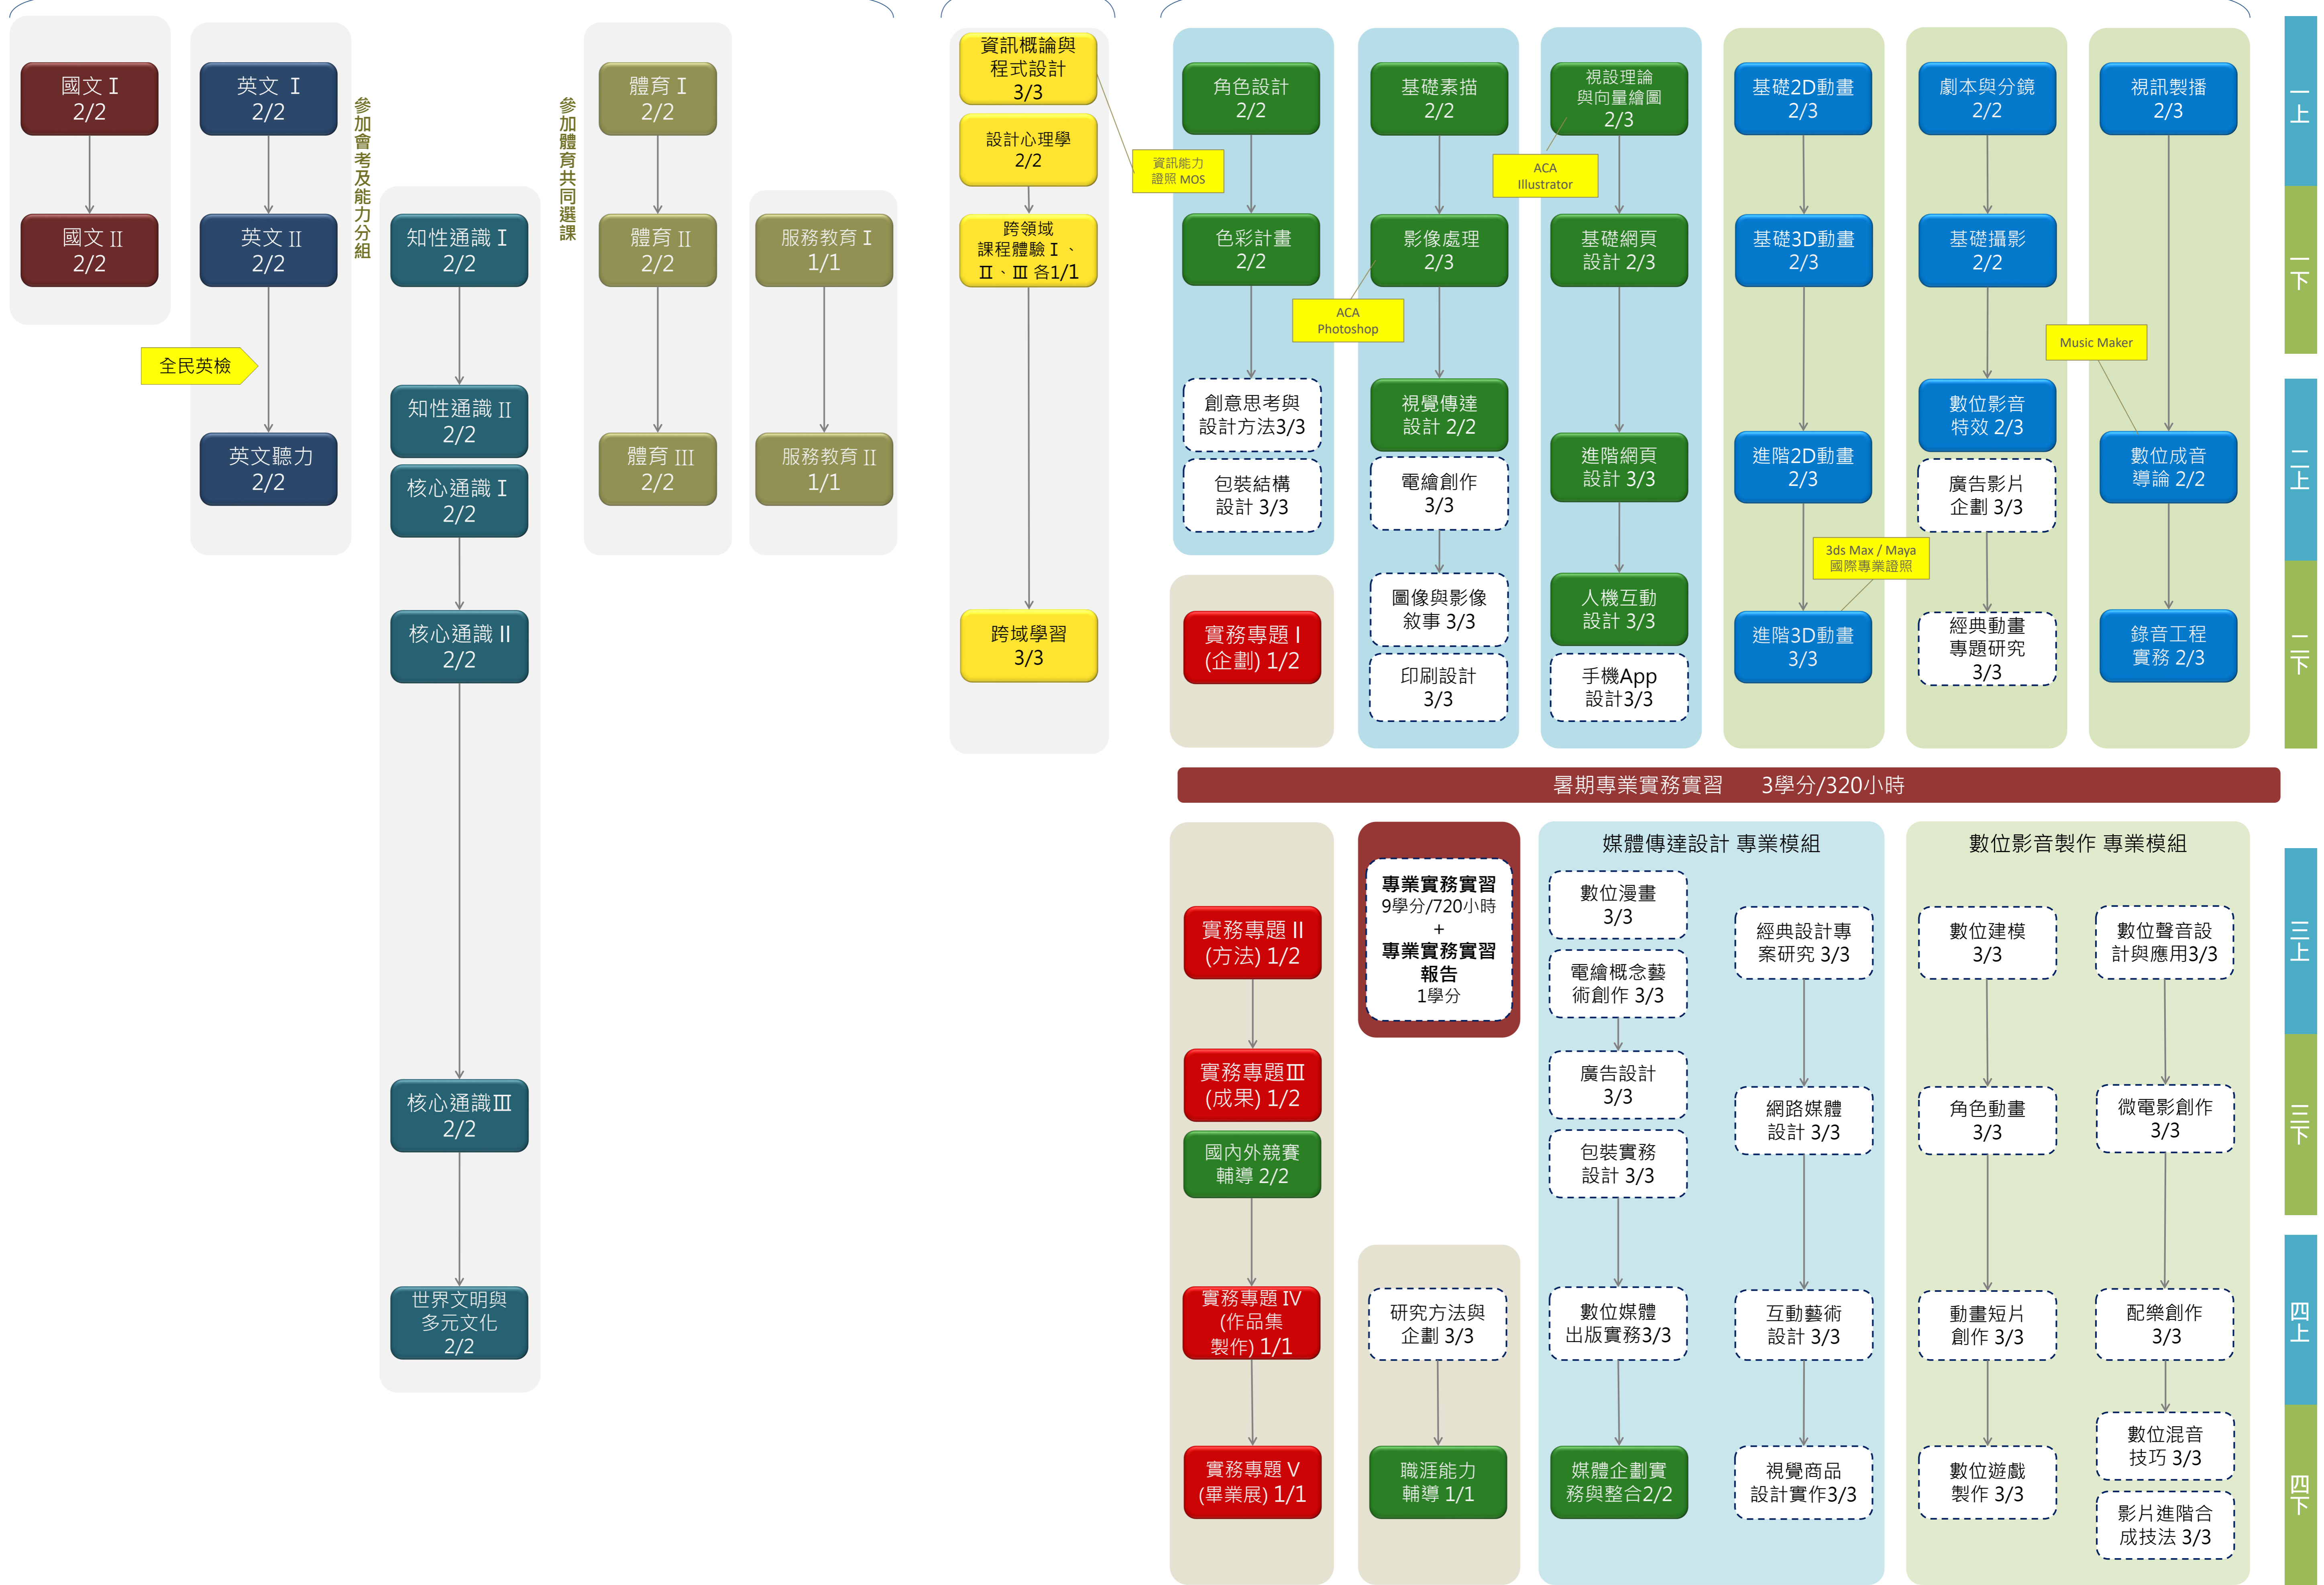 國文 I
2/2
國文 II
2/2
英文 I
2/2
英文 II
2/2
全民英檢
英文聽力
2/2
參加會考及能力分組
知性通識 I
2/2
知性通識 II
2/2
核心通識 I
2/2
核心通識 II
2/2
核心通識Ⅲ
2/2
世界文明與
多元文化
2/2
參加體育共同選課
體育 I
2/2
體育 II
2/2
體育 III
2/2
服務教育 I
1/1
服務教育 II
1/1
資訊概論與
程式設計
3/3
設計心理學
2/2
跨領域
課程體驗 I 、
II 、III 各1/1
跨域學習
3/3
資訊能力
證照 MOS
角色設計
2/2
色彩計畫
2/2
創意思考與
設計方法3/3
包裝結構
設計 3/3
實務專題 I
(企劃) 1/2
基礎素描
2/2
影像處理
2/3
ACA
Photoshop
視覺傳達
設計 2/2
電繪創作
3/3
圖像與影像
敘事 3/3
印刷設計
3/3
視設理論
與向量繪圖
2/3
ACA
Illustrator
基礎網頁
設計 2/3
進階網頁
設計 3/3
人機互動
設計 3/3
手機App
設計3/3
基礎2D動畫
2/3
基礎3D動畫
2/3
進階2D動畫
2/3
3ds Max / Maya
國際專業證照
進階3D動畫
3/3
劇本與分鏡
2/2
基礎攝影
2/2
數位影音
特效 2/3
廣告影片
企劃 3/3
經典動畫
專題研究
3/3
視訊製播
2/3
Music Maker
數位成音
導論 2/2
錄音工程
實務 2/3
一上
一下
二上
二下
暑期專業實務實習 3學分/320小時
實務專題 II
(方法) 1/2
實務專題Ⅲ
(成果) 1/2
國內外競賽
輔導 2/2
實務專題 IV
(作品集
製作) 1/1
實務專題 V
(畢業展) 1/1
專業實務實習
9學分/720小時
+
專業實務實習
報告
1學分
研究方法與
企劃 3/3
職涯能力
輔導 1/1
媒體傳達設計 專業模組
數位漫畫
3/3
電繪概念藝
術創作 3/3
廣告設計
3/3
包裝實務
設計 3/3
數位媒體
出版實務3/3
媒體企劃實
務與整合2/2
經典設計專
案研究 3/3
網路媒體
設計 3/3
互動藝術
設計 3/3
視覺商品
設計實作3/3
數位影音製作 專業模組
數位建模
3/3
角色動畫
3/3
動畫短片
創作 3/3
數位遊戲
製作 3/3
數位聲音設
計與應用3/3
微電影創作
3/3
配樂創作
3/3
數位混音
技巧 3/3
影片進階合
成技法 3/3
三上
三下
四上
四下